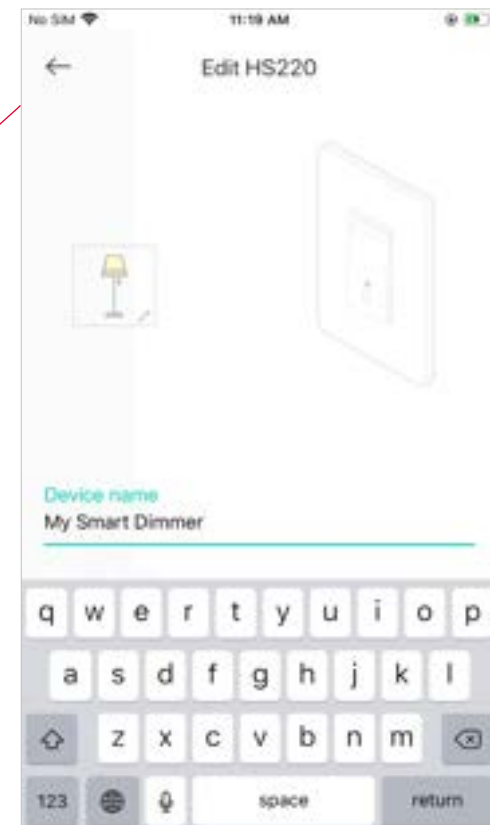 No SIM 11:19 AM
Edit HS220
Device name
My Smart Dimmer
q w e r t y u i o p
a s d f g h j k l
z x c v b n m
123 space return